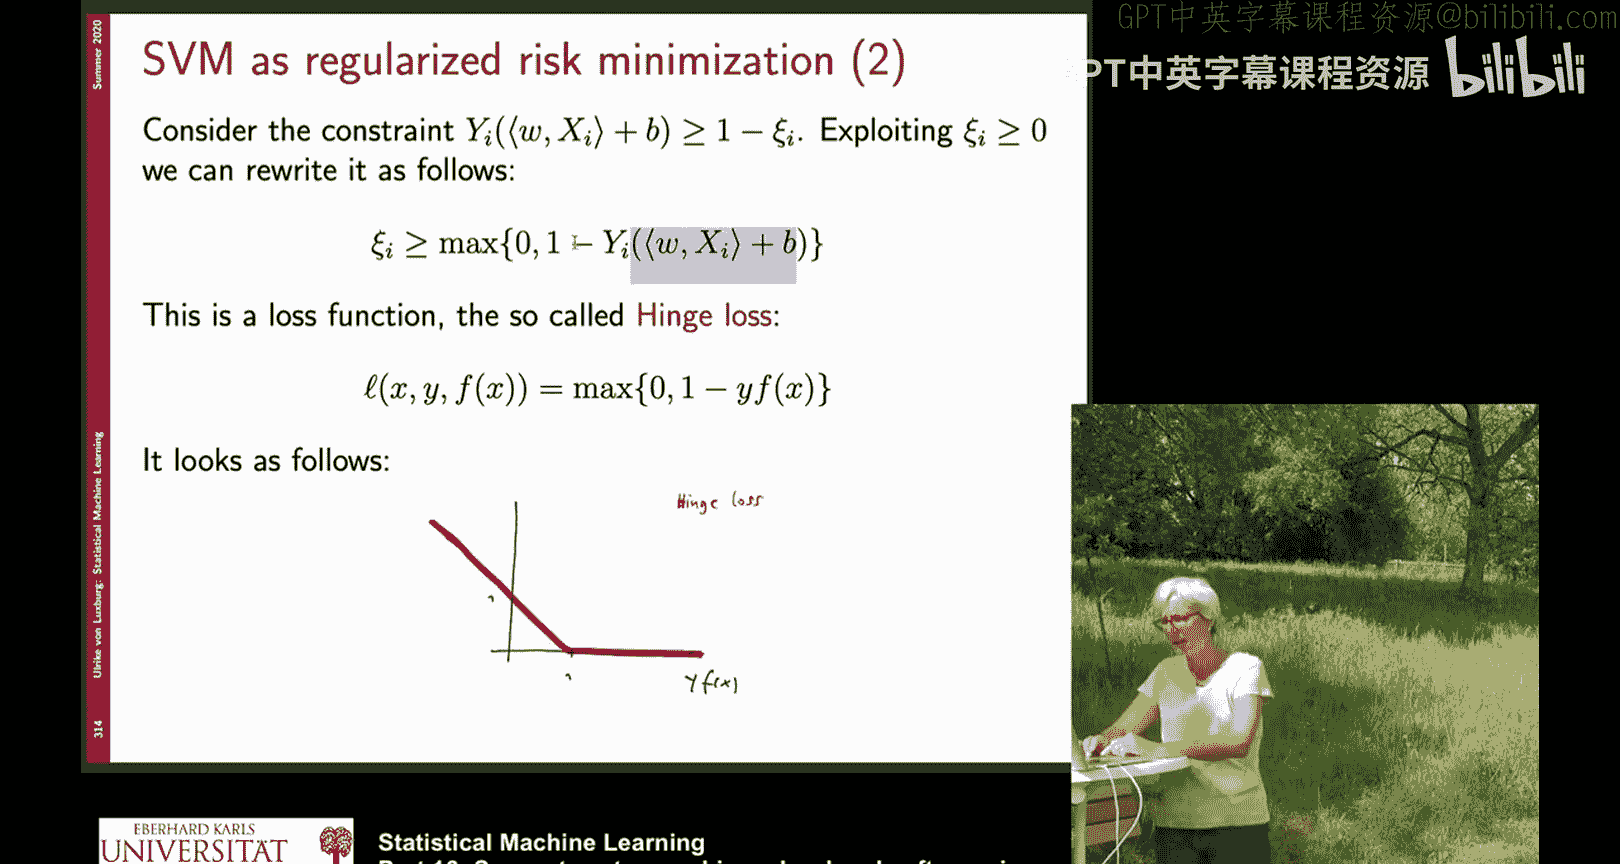 GPT中英字幕课程资源@bilibili.com
PT中英字幕课程资源 bilibili
Summer 2020
SVM as regularized risk minimization (2)
Consider the constraint Yᵢ(⟨w, Xᵢ⟩ + b) ≥ 1 − ξᵢ. Exploiting ξᵢ ≥ 0
we can rewrite it as follows:
ξᵢ ≥ max{0, 1 − Yᵢ(⟨w, Xᵢ⟩ + b)}
This is a loss function, the so called Hinge loss:
ℓ(x, y, f(x)) = max{0, 1 − yf(x)}
It looks as follows:
Hinge loss
Y f(x)
Ulrike von Luxburg: Statistical Machine Learning
314
EBERHARD KARLS
UNIVERSITÄT
Statistical Machine Learning